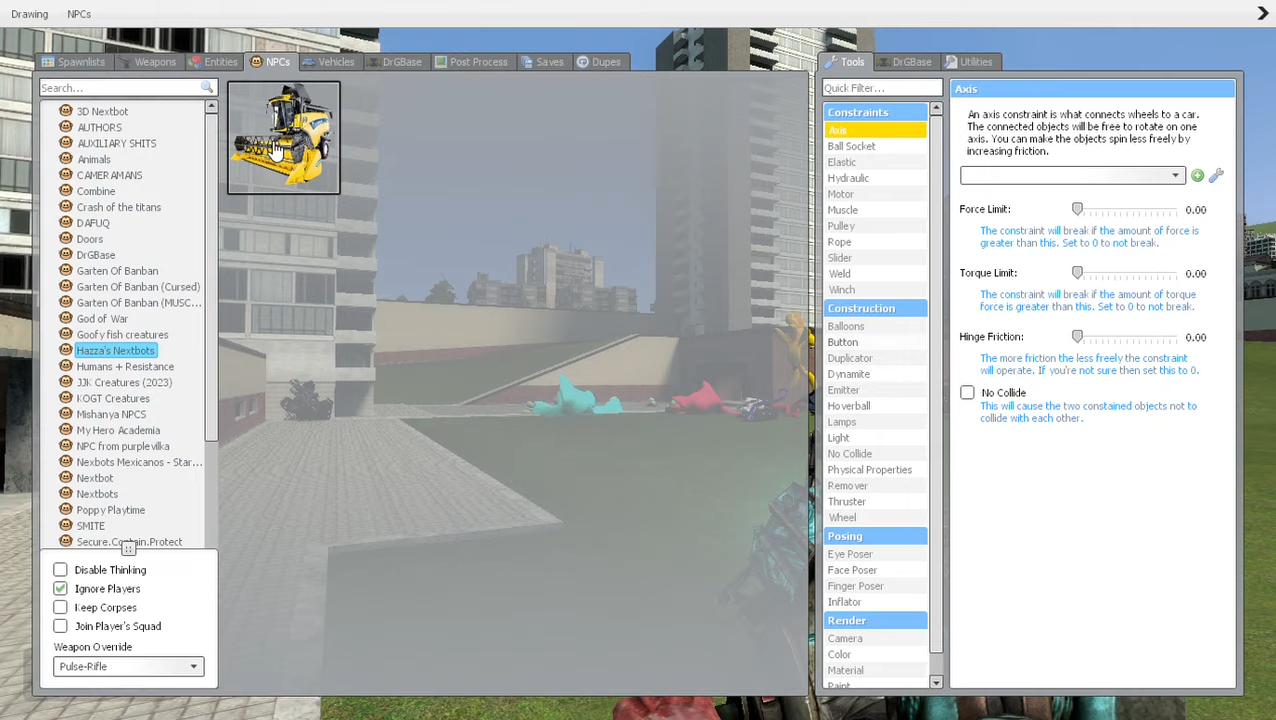 Drawing NPCs
Spawnlists Weapons Entities NPCs Vehicles DrGBase Post Process Saves Dupes
Search...
3D Nextbot
AUTHORS
AUXILIARY SHITS
Animals
CAMERAMANS
Combine
Crash of the titans
DAFUQ
Doors
DrGBase
Garten Of Banban
Garten Of Banban (Cursed)
Garten Of Banban (MUSC...
God of War
Goofy fish creatures
Hazza's Nextbots
Humans + Resistance
JJK Creatures (2023)
KOGT Creatures
Mishanya NPCS
My Hero Academia
NPC from purplevilka
Nexbots Mexicanos - Star...
Nextbot
Nextbots
Poppy Playtime
SMITE
Secure.Contain.Protect
Disable Thinking
Ignore Players
Keep Corpses
Join Player's Squad
Weapon Override
Pulse-Rifle
Tools DrGBase Utilities
Quick Filter...
Constraints
Axis
Ball Socket
Elastic
Hydraulic
Motor
Muscle
Pulley
Rope
Slider
Weld
Winch
Construction
Balloons
Button
Duplicator
Dynamite
Emitter
Hoverball
Lamps
Light
No Collide
Physical Properties
Remover
Thruster
Wheel
Posing
Eye Poser
Face Poser
Finger Poser
Inflator
Render
Camera
Color
Material
Paint
Axis
An axis constraint is what connects wheels to a car.
The connected objects will be free to rotate on one
axis. You can make the objects spin less freely by
increasing friction.
Force Limit: 0.00
The constraint will break if the amount of force is
greater than this. Set to 0 to not break.
Torque Limit: 0.00
The constraint will break if the amount of torque
force is greater than this. Set to 0 to not break.
Hinge Friction: 0.00
The more friction the less freely the constraint
will operate. If you're not sure then set this to 0.
No Collide
This will cause the two constrained objects not to
collide with each other.